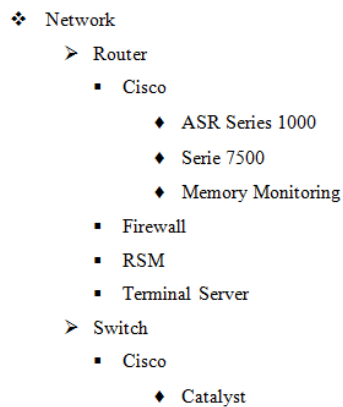 ❖ Network
➢ Router
▪ Cisco
♦ ASR Series 1000
♦ Serie 7500
♦ Memory Monitoring
▪ Firewall
▪ RSM
▪ Terminal Server
➢ Switch
▪ Cisco
♦ Catalyst